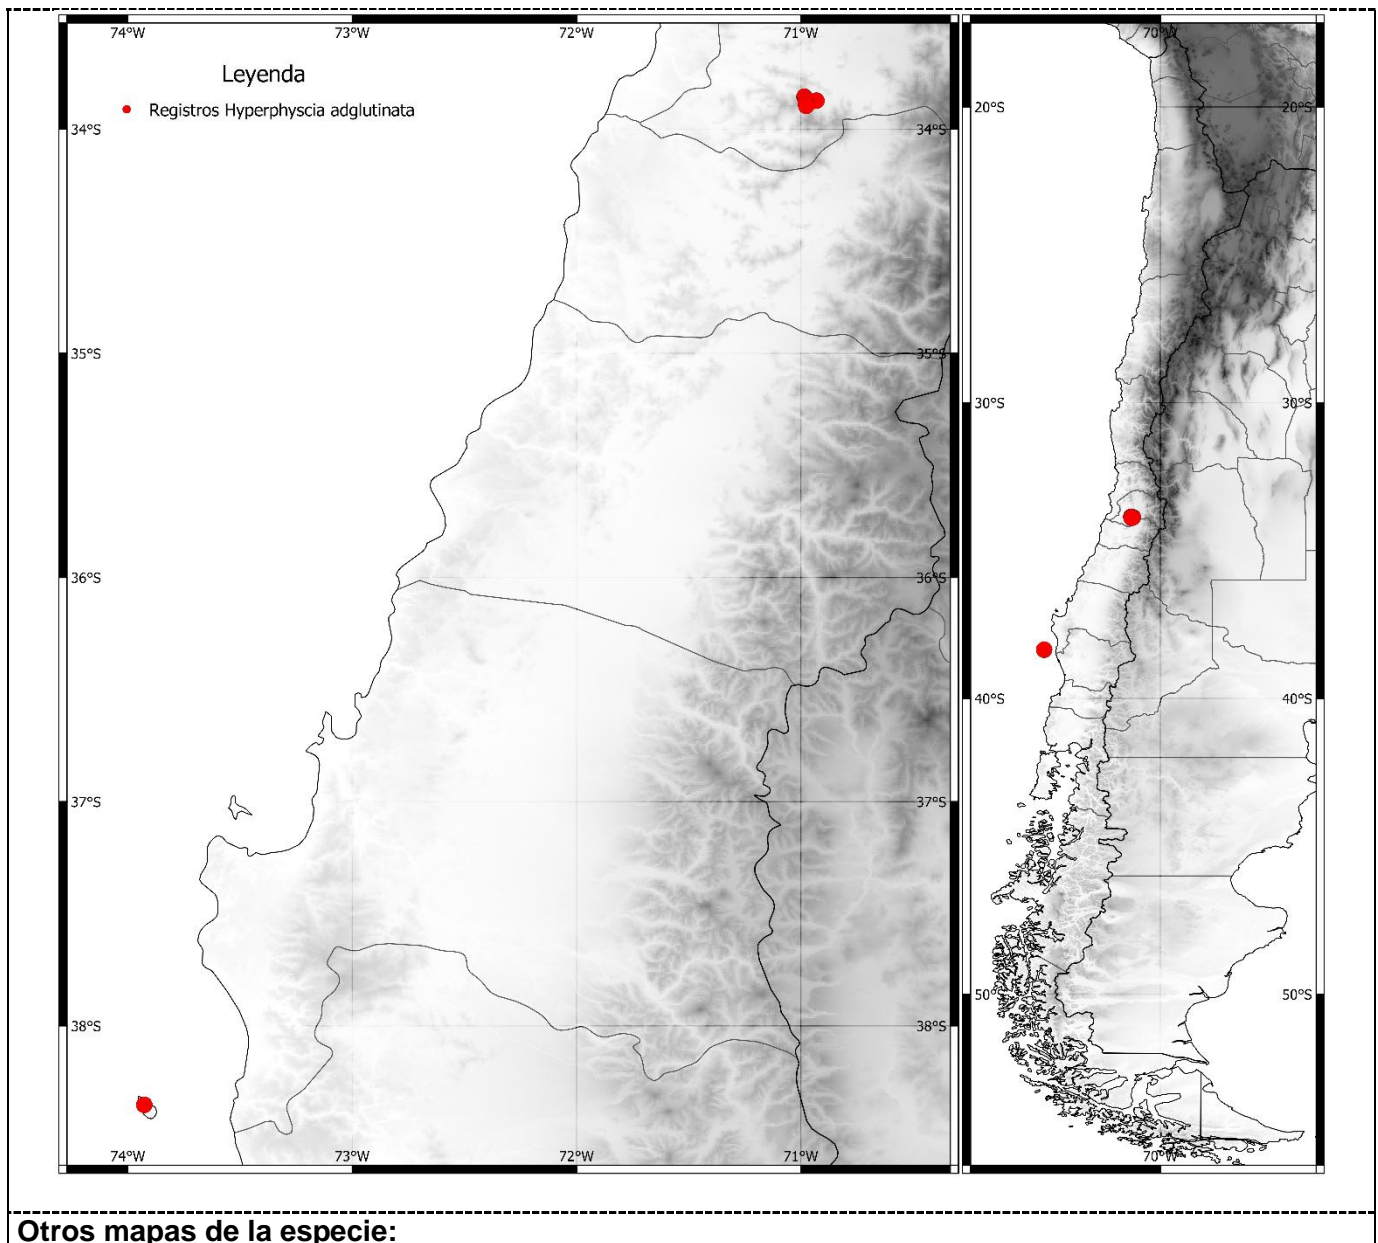 74°W 73°W 72°W 71°W 70°W
Leyenda
Registros Hyperphyscia adglutinata
20°S 20°S
34°S 34°S
35°S 35°S
30°S 30°S
36°S 36°S
40°S 40°S
37°S 37°S
50°S 50°S
38°S 38°S
74°W 73°W 72°W 71°W 70°W
Otros mapas de la especie: